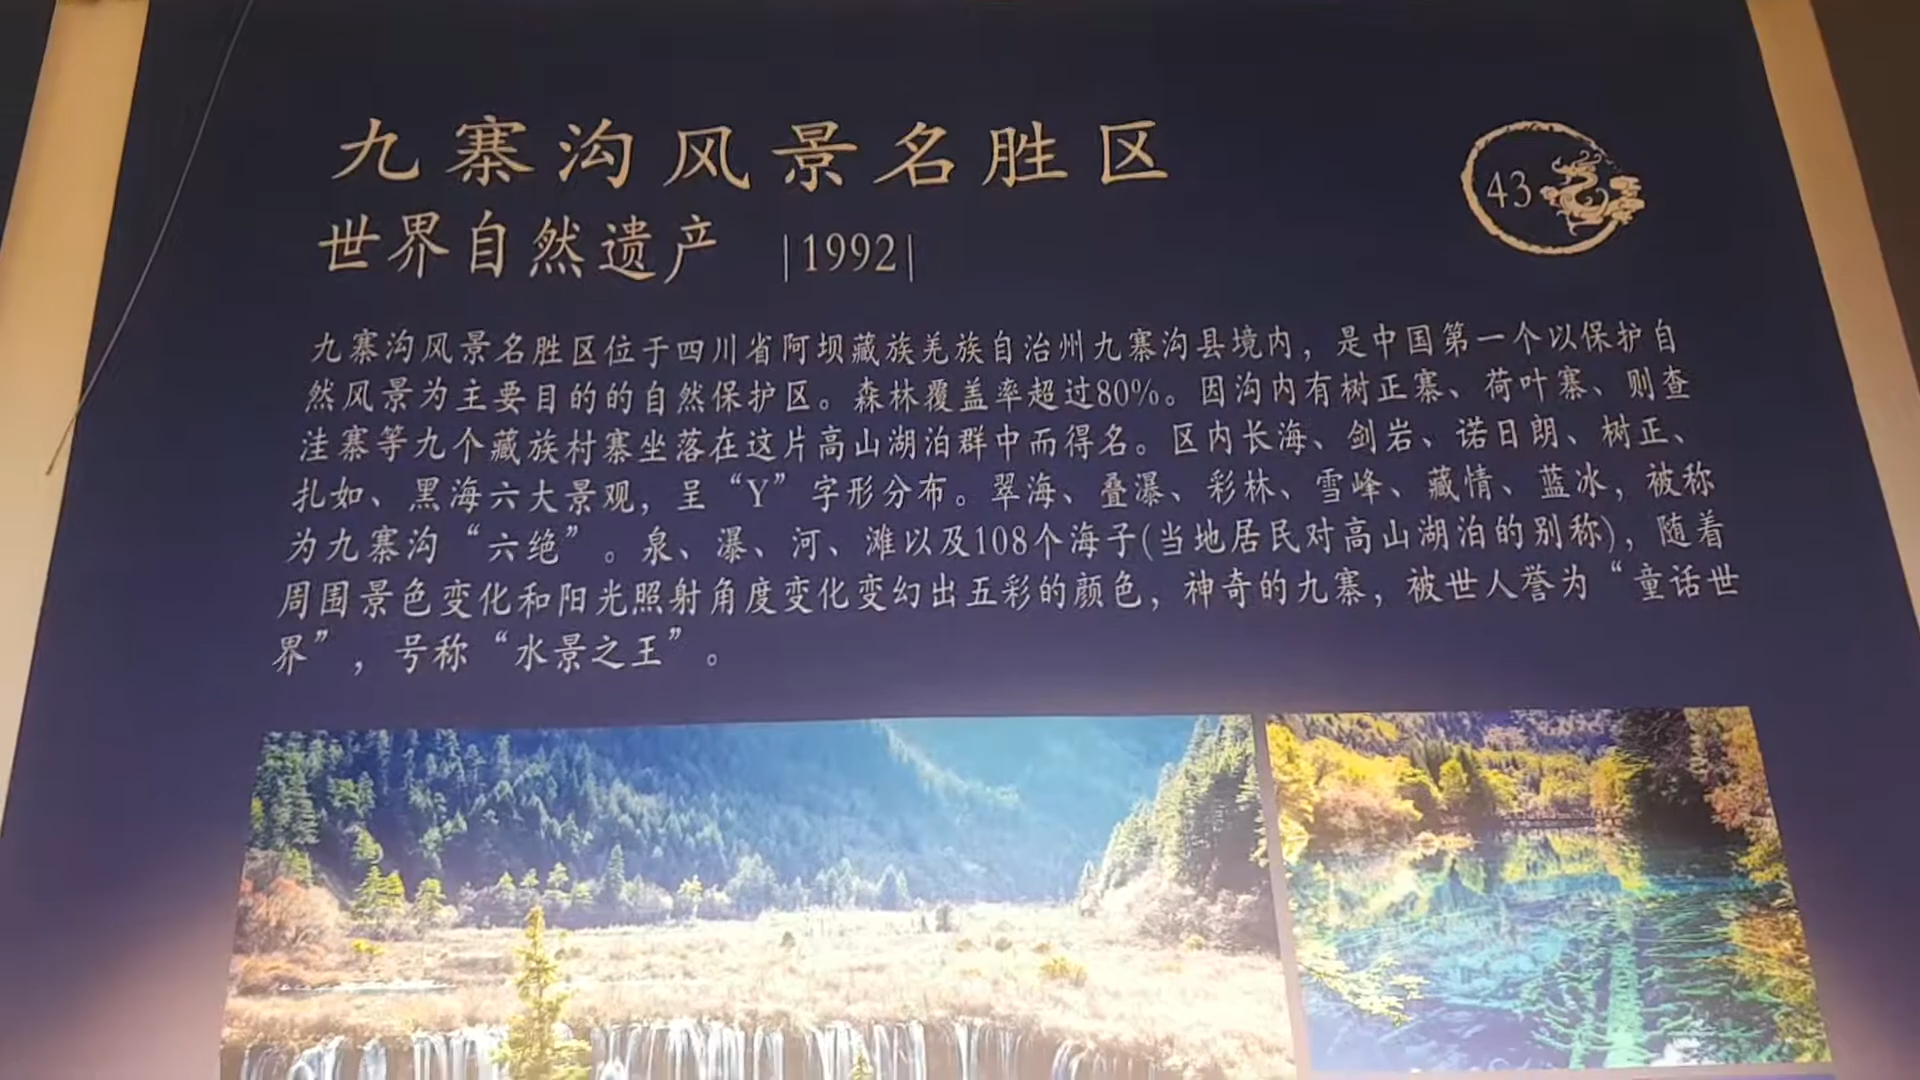 九寨沟风景名胜区
43
世界自然遗产 |1992|
九寨沟风景名胜区位于四川省阿坝藏族羌族自治州九寨沟县境内，是中国第一个以保护自
然风景为主要目的的自然保护区。森林覆盖率超过80%。因沟内有树正寨、荷叶寨、则查
洼寨等九个藏族村寨坐落在这片高山湖泊群中而得名。区内长海、剑岩、诺日朗、树正、
扎如、黑海六大景观，呈“Y”字形分布。翠海、叠瀑、彩林、雪峰、藏情、蓝冰，被称
为九寨沟“六绝”。泉、瀑、河、滩以及108个海子(当地居民对高山湖泊的别称)，随着
周围景色变化和阳光照射角度变化变幻出五彩的颜色，神奇的九寨，被世人誉为“童话世
界”，号称“水景之王”。